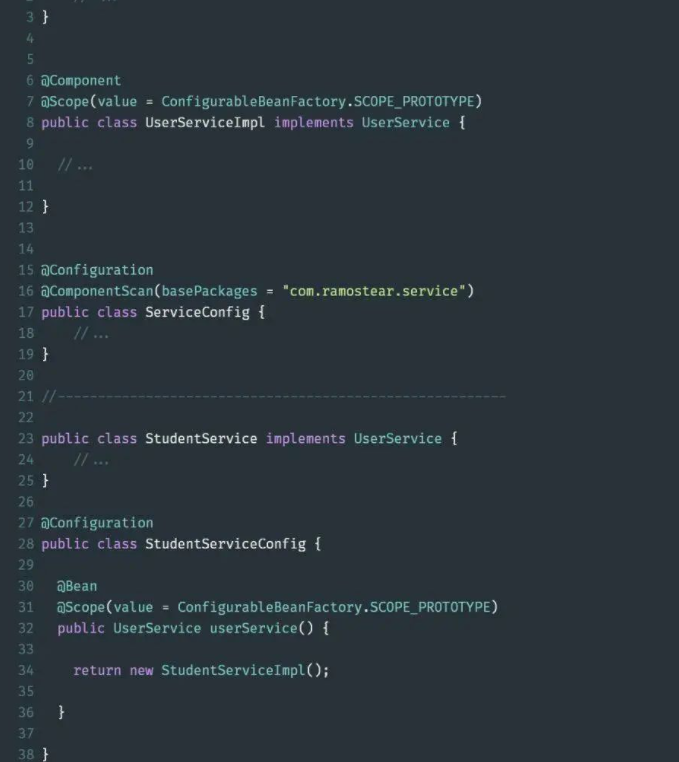 2 // ...
3 }
4
5
6 @Component
7 @Scope(value = ConfigurableBeanFactory.SCOPE_PROTOTYPE)
8 public class UserServiceImpl implements UserService {
9
10   // ...
11
12 }
13
14
15 @Configuration
16 @ComponentScan(basePackages = "com.ramostear.service")
17 public class ServiceConfig {
18     // ...
19 }
20
21 //--------------------------------------------------------
22
23 public class StudentService implements UserService {
24     // ...
25 }
26
27 @Configuration
28 public class StudentServiceConfig {
29
30   @Bean
31   @Scope(value = ConfigurableBeanFactory.SCOPE_PROTOTYPE)
32   public UserService userService() {
33
34     return new StudentServiceImpl();
35
36   }
37
38 }